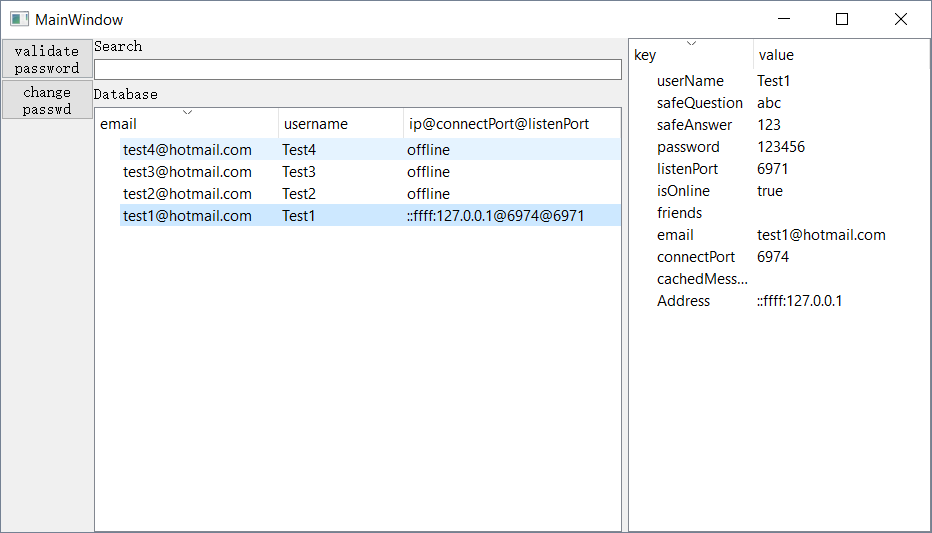 MainWindow
validate
password
change
passwd
Search
Database
email username ip@connectPort@listenPort
test4@hotmail.com Test4 offline
test3@hotmail.com Test3 offline
test2@hotmail.com Test2 offline
test1@hotmail.com Test1 ::ffff:127.0.0.1@6974@6971
key value
userName Test1
safeQuestion abc
safeAnswer 123
password 123456
listenPort 6971
isOnline true
friends
email test1@hotmail.com
connectPort 6974
cachedMess...
Address ::ffff:127.0.0.1